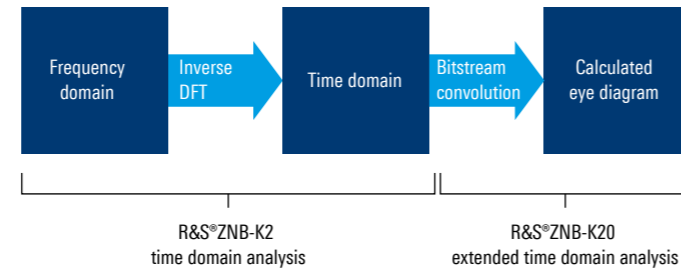 Frequency
domain
Inverse
DFT
Time domain
Bitstream
convolution
Calculated
eye diagram
R&S®ZNB-K2
time domain analysis
R&S®ZNB-K20
extended time domain analysis